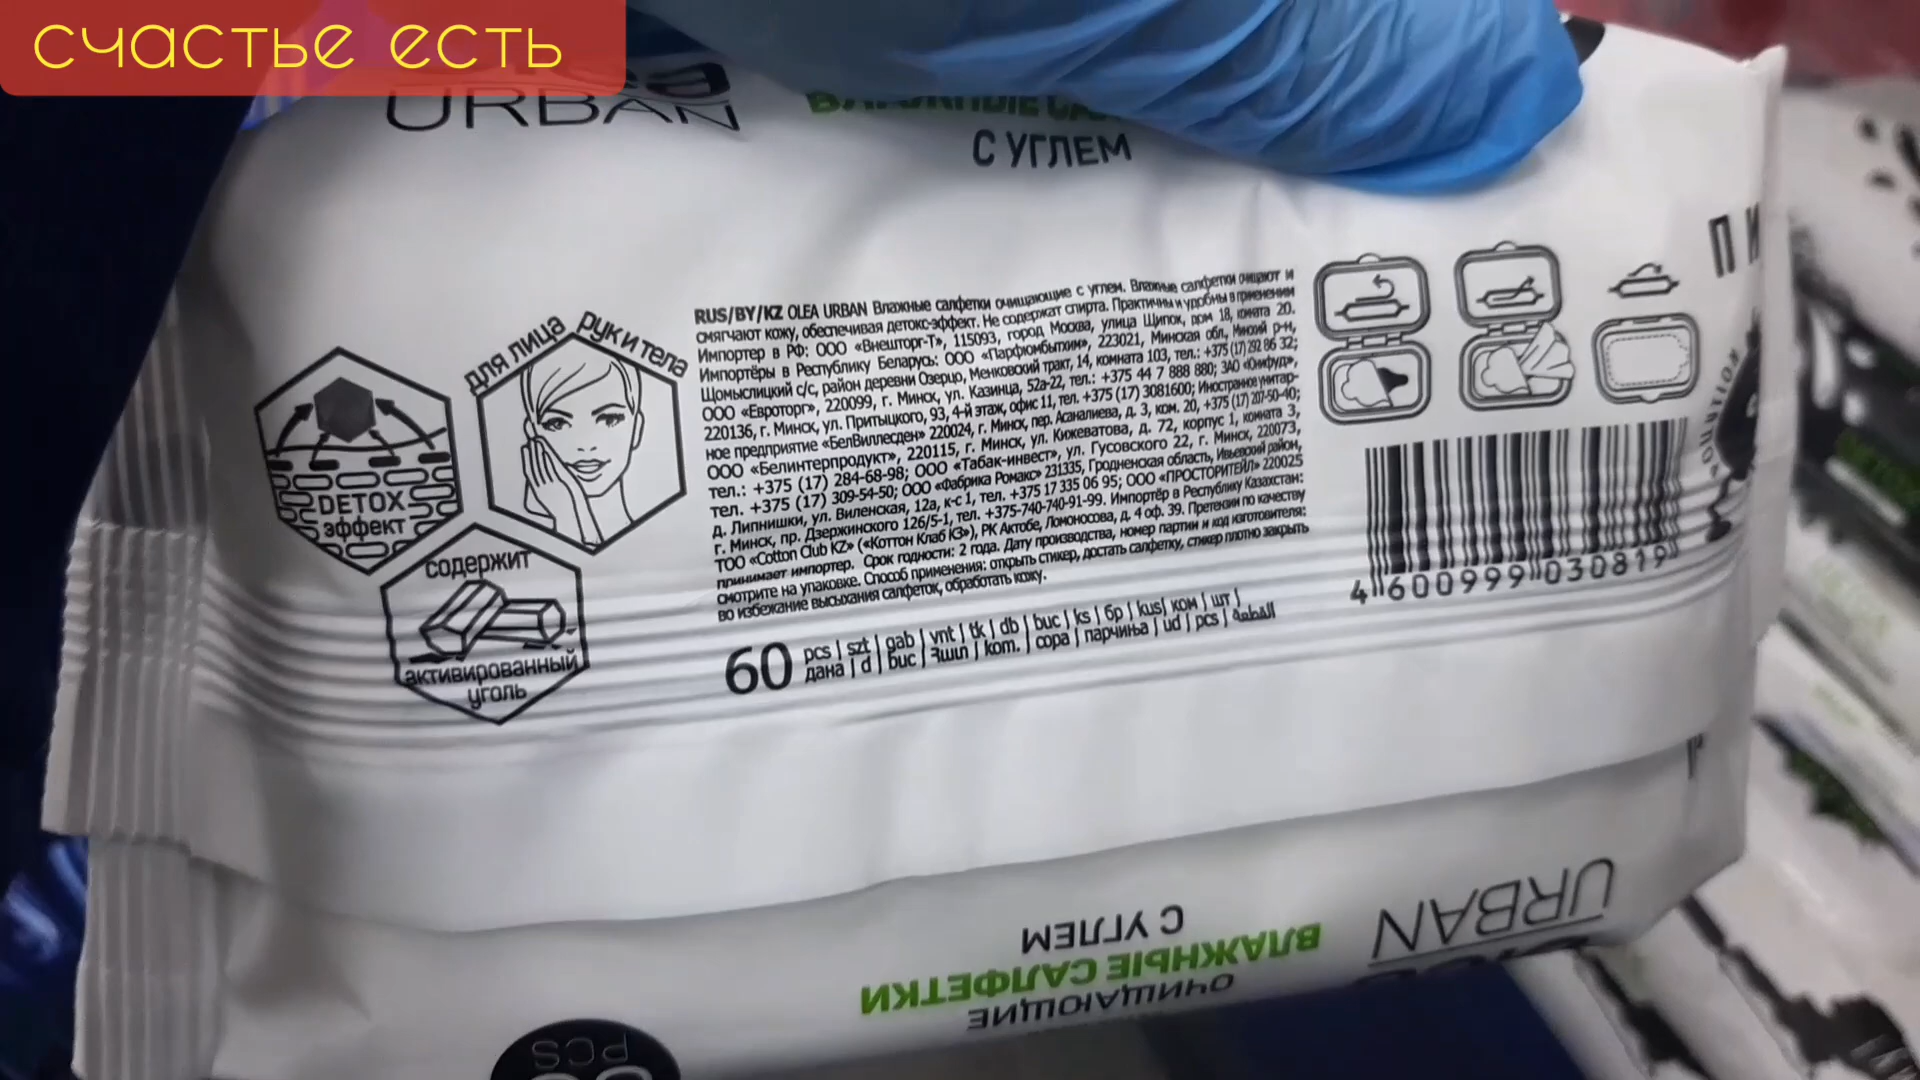 счастье есть
URBAN
С УГЛЕМ
для лица
рук и тела
DETOX
эффект
содержит
активированный
уголь
RUS/BY/KZ OLEA URBAN Влажные салфетки очищающие с углем. Влажные салфетки очищают и
смягчают кожу, обеспечивая детокс-эффект. Не содержат спирта. Практичны и удобны в применении
Импортер в РФ: ООО «Внешторг-Т», 115093, город Москва, улица Щипок, дом 18, комната 20.
Импортёры в Республику Беларусь: ООО «Парфюмбытхим», 223021, Минская обл., Минский р-н,
Щомыслицкий с/с, район деревни Озерцо, Менковский тракт, 14, комната 103, тел.: +375 (17) 292 86 32;
ООО «Евроторг», 220099, г. Минск, ул. Казинца, 52а-22, тел.: +375 44 7 888 880; ЗАО «Юнифуд»,
220136, г. Минск, ул. Притыцкого, 93, 4-й этаж, офис 11, тел. +375 (17) 3081600; Иностранное унитар-
ное предприятие «БелВиллесден» 220024, г. Минск, пер. Асаналиева, д. 3, ком. 20, +375 (17) 207-50-40;
ООО «Белинтерпродукт», 220115, г. Минск, ул. Кижеватова, д. 72, корпус 1, комната 3,
тел.: +375 (17) 284-68-98; ООО «Табак-инвест», ул. Гусовского 22, г. Минск, 220073,
тел. +375 (17) 309-54-50; ООО «Фабрика Ромакс» 231335, Гродненская область, Ивьевский район,
д. Липнишки, ул. Виленская, 12а, к-с 1, тел. +375 17 335 06 95; ООО «ПРОСТОРИТЕЙЛ» 220025
г. Минск, пр. Дзержинского 126/5-1, тел. +375-740-740-91-99. Импортёр в Республику Казахстан:
ТОО «Cotton Club KZ» («Коттон Клаб КЗ»), РК Актобе, Ломоносова, д. 4 оф. 39. Претензии по качеству
принимает импортер. Срок годности: 2 года. Дату производства, номер партии и код изготовителя:
смотрите на упаковке. Способ применения: открыть стикер, достать салфетку, стикер плотно закрыть
во избежание высыхания салфеток, обработать кожу.
60 pcs | szt | gab | vnt | tk | db | buc | ks | бр | kus | ком | шт |
дана | d | buc | հատ | kom. | copa | парчиња | ud | pcs | القطعة
4 600999 030819
URBAN
ОЧИЩАЮЩИЕ
ВЛАЖНЫЕ САЛФЕТКИ
С УГЛЕМ
PCS